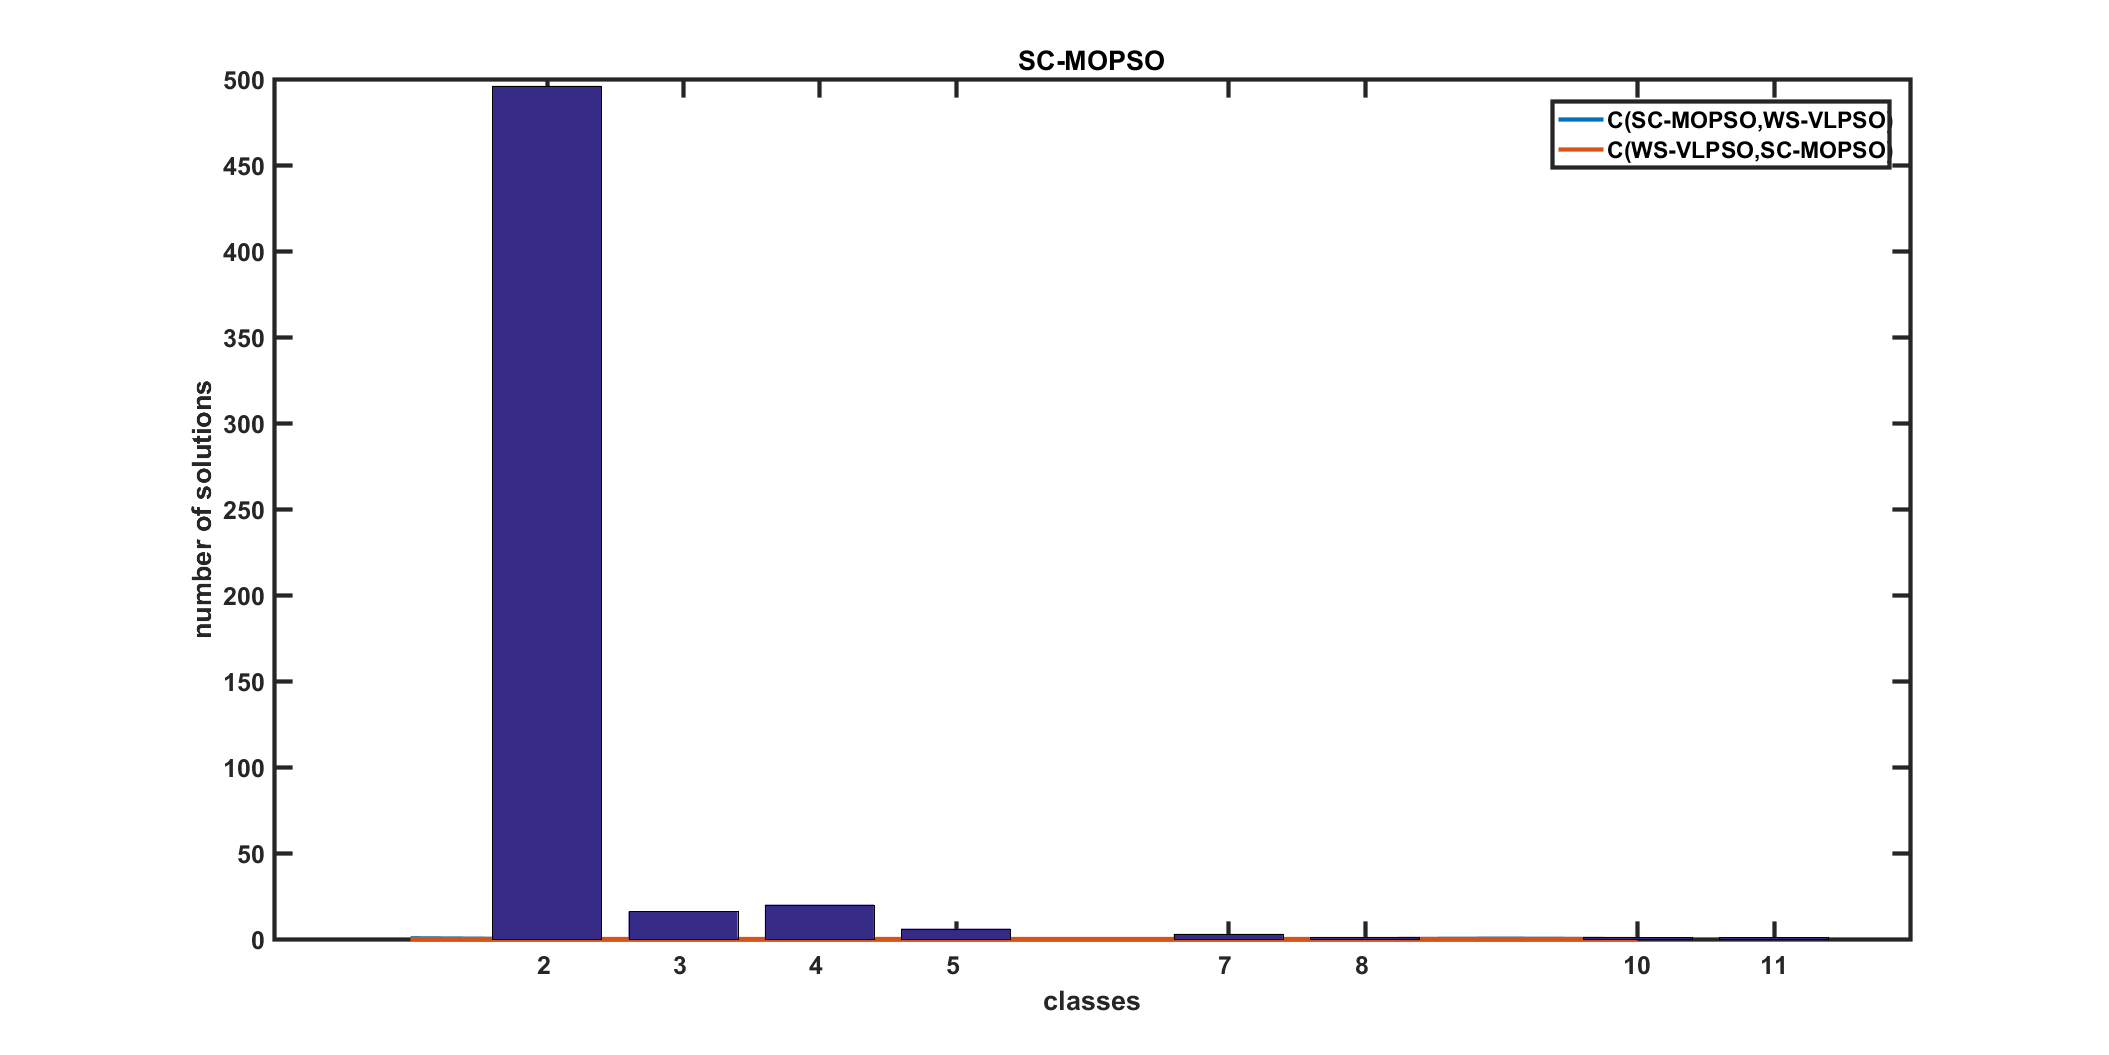 SC-MOPSO
500
450
400
350
300
250
200
150
100
50
0
number of solutions
C(SC-MOPSO,WS-VLPSO)
C(WS-VLPSO,SC-MOPSO)
2 3 4 5 7 8 10 11
classes